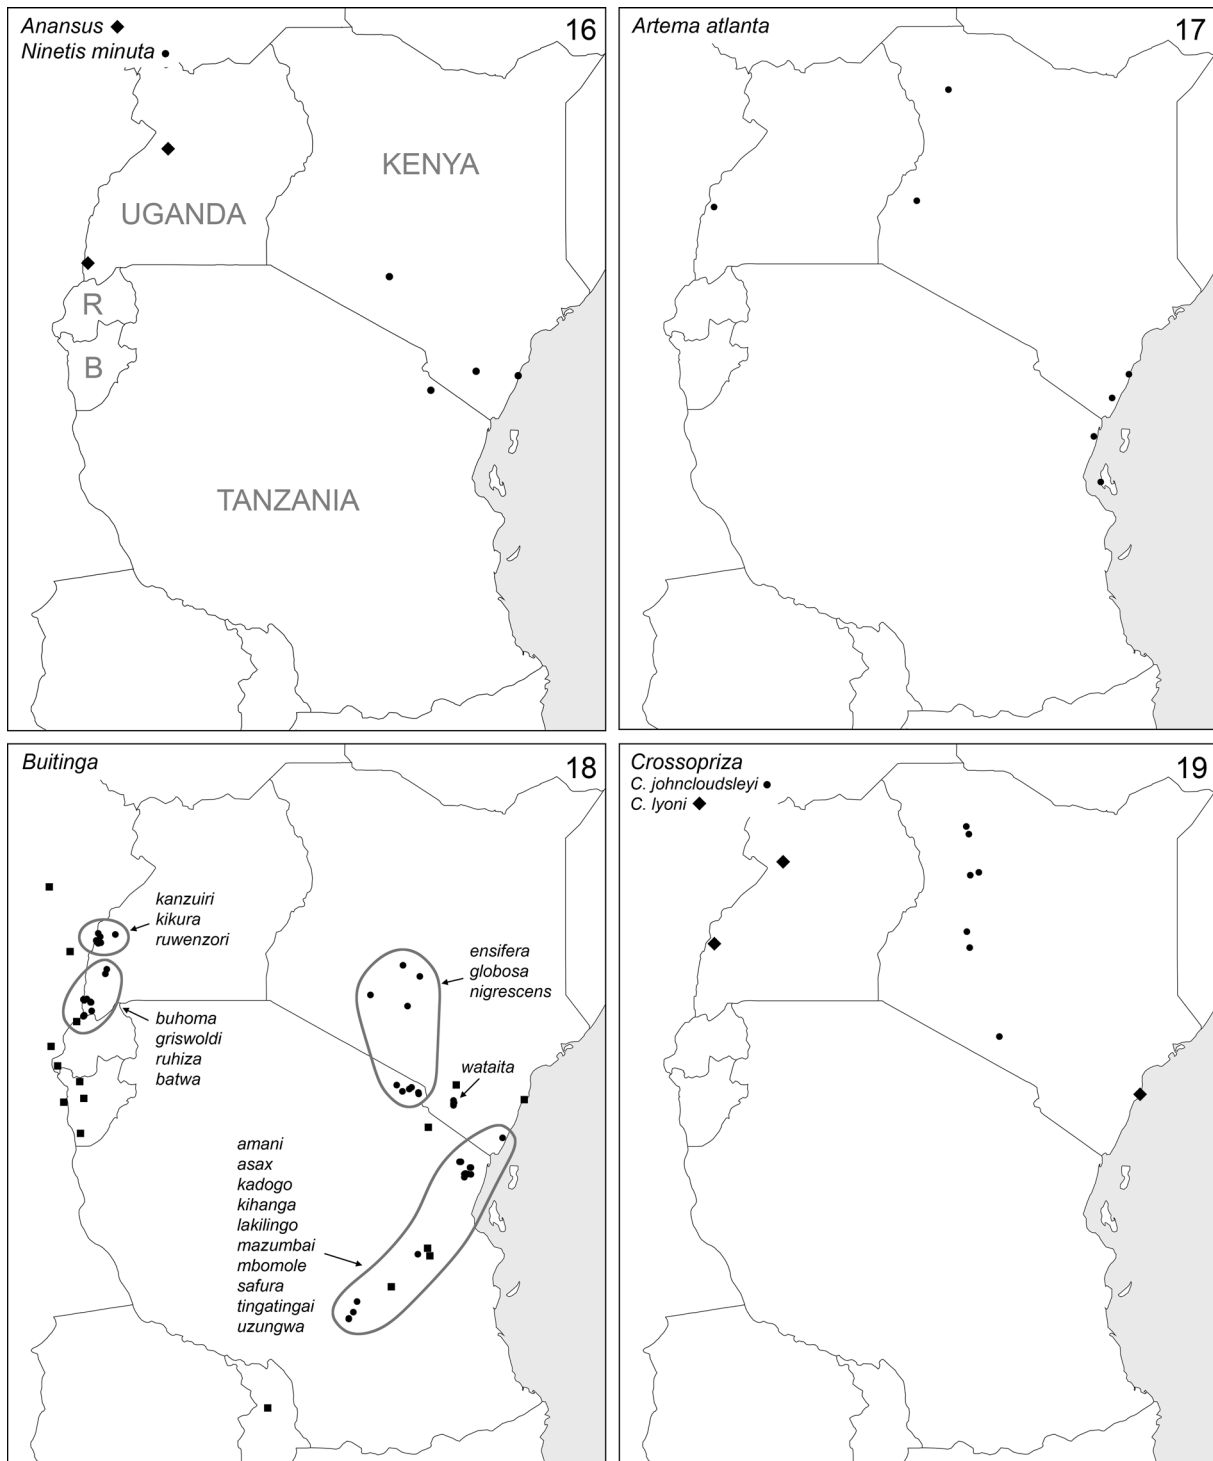 Anansus
Ninetis minuta
16
KENYA
UGANDA
R
B
TANZANIA
Artema atlanta
17
Buitinga
18
kanzuiri
kikura
ruwenzori
ensifera
globosa
nigrescens
buhoma
griswoldi
ruhiza
batwa
wataita
amani
asax
kadogo
kihanga
lakilingo
mazumbai
mbomole
safura
tingatingai
uzungwa
Crossopriza
C. johncloudsleyi
C. lyoni
19